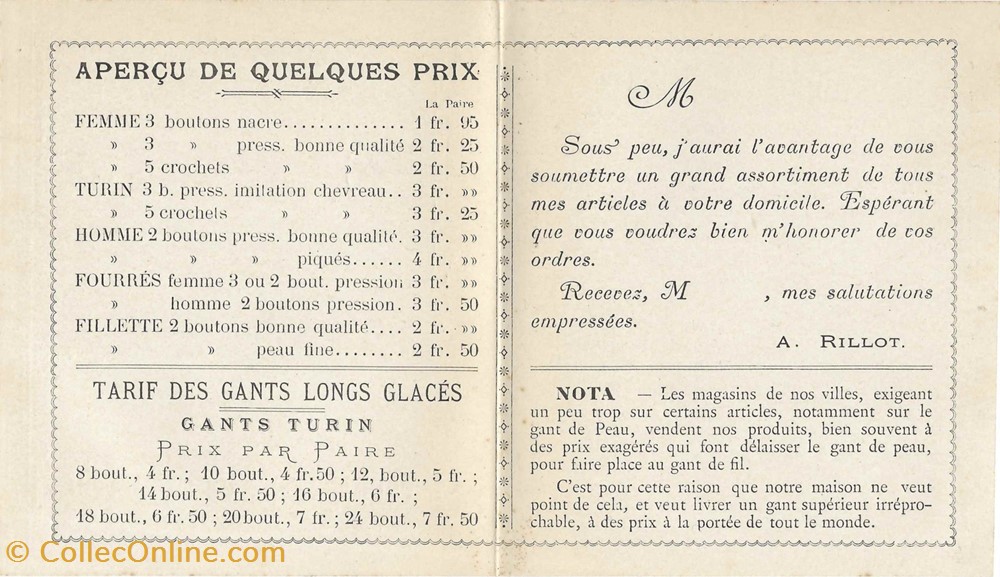 APERÇU DE QUELQUES PRIX
La Paire
FEMME 3 boutons nacre.............. 1 fr. 95
» 3 » press. bonne qualité 2 fr. 25
» 5 crochets » » 2 fr. 50
TURIN 3 b. press. imitation chevreau.. 3 fr. »»
» 5 crochets » » 3 fr. 25
HOMME 2 boutons press. bonne qualité. 3 fr. »»
» » » piqués...... 4 fr. »»
FOURRÉS femme 3 ou 2 bout. pression 3 fr. »»
» homme 2 boutons pression. 3 fr. 50
FILLETTE 2 boutons bonne qualité.... 2 fr. »»
» » peau fine........ 2 fr. 50
TARIF DES GANTS LONGS GLACÉS
GANTS TURIN
PRIX PAR PAIRE
8 bout., 4 fr. ; 10 bout., 4 fr. 50 ; 12, bout., 5 fr. ;
14 bout., 5 fr. 50 ; 16 bout., 6 fr. ;
18 bout., 6 fr. 50 ; 20 bout., 7 fr. ; 24 bout., 7 fr. 50
M
Sous peu, j'aurai l'avantage de vous
soumettre un grand assortiment de tous
mes articles à votre domicile. Espérant
que vous voudrez bien m'honorer de vos
ordres.
Recevez, M , mes salutations
empressées.
A. RILLOT.
NOTA — Les magasins de nos villes, exigeant
un peu trop sur certains articles, notamment sur le
gant de Peau, vendent nos produits, bien souvent à
des prix exagérés qui font délaisser le gant de peau,
pour faire place au gant de fil.
C'est pour cette raison que notre maison ne veut
point de cela, et veut livrer un gant supérieur irrépro-
chable, à des prix à la portée de tout le monde.
© CollecOnline.com